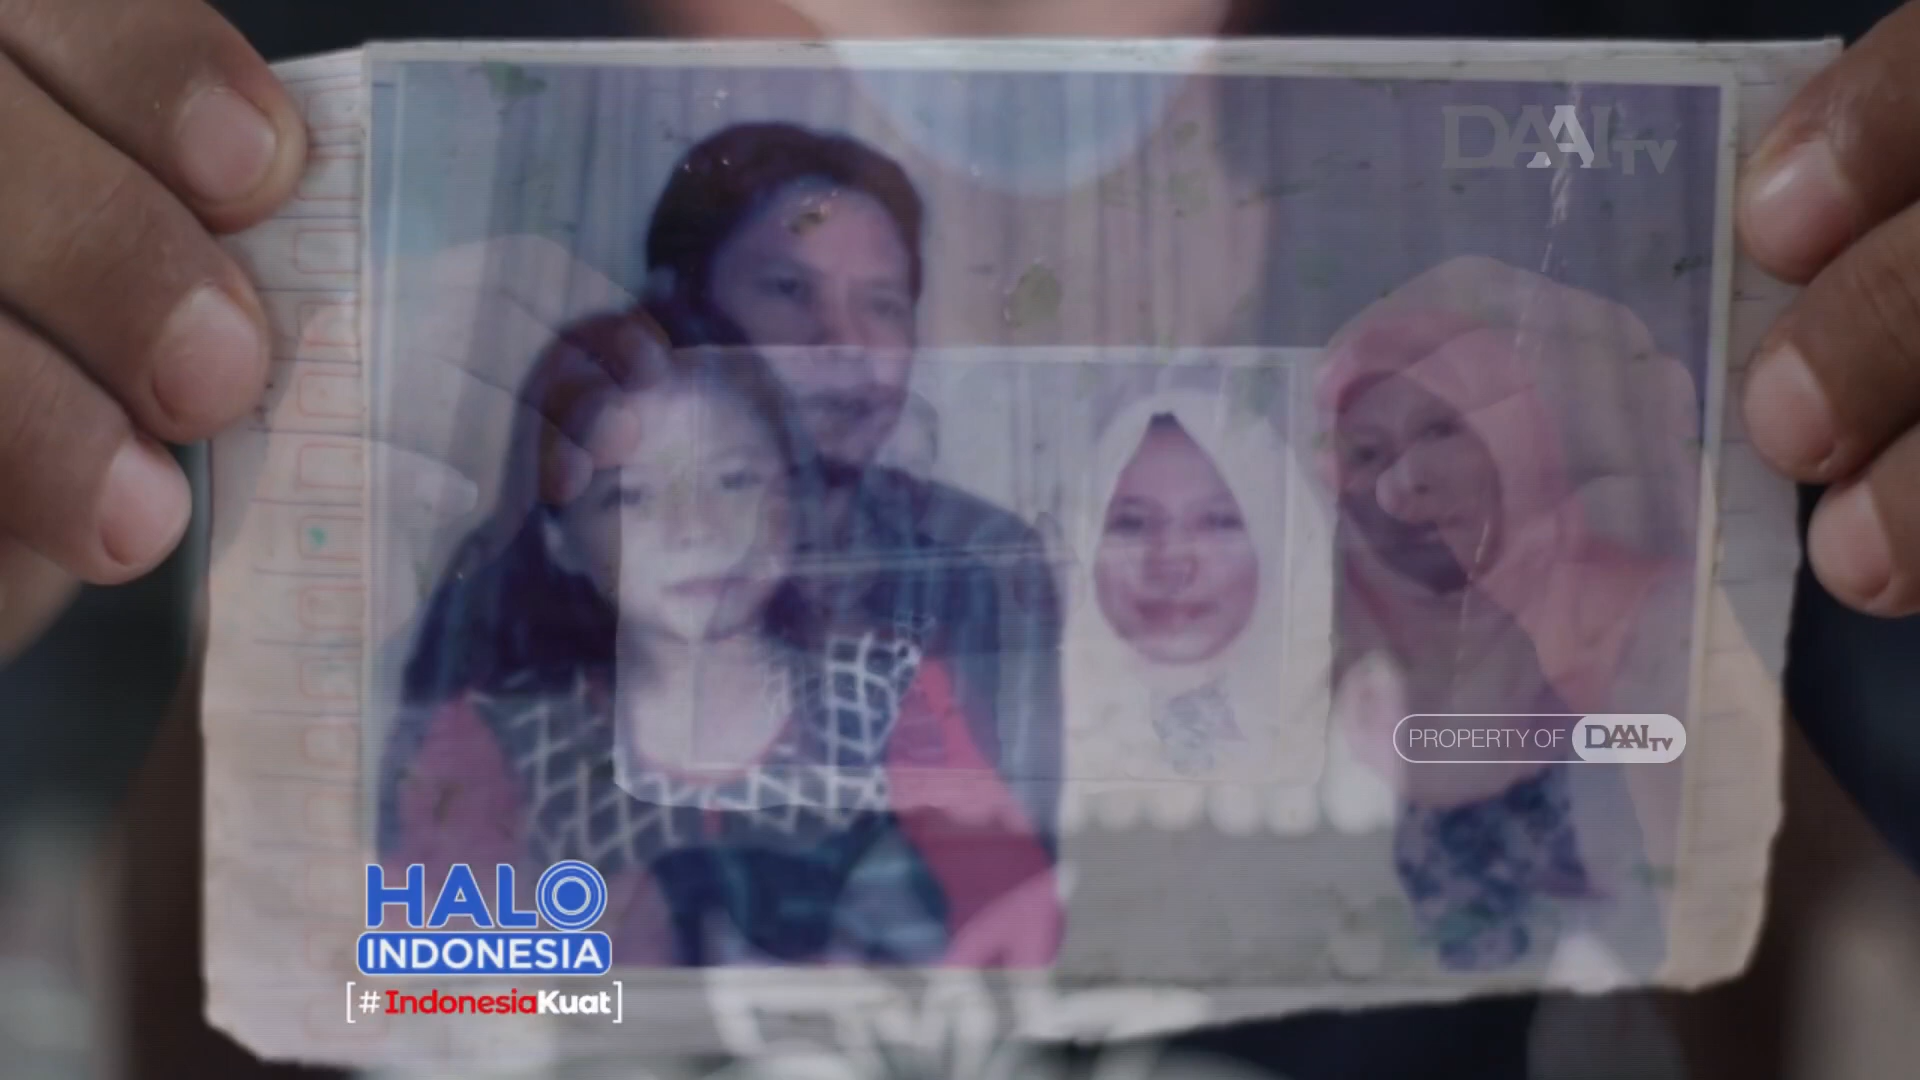 DAAI TV
PROPERTY OF DAAI TV
HALO
INDONESIA
[#IndonesiaKuat]